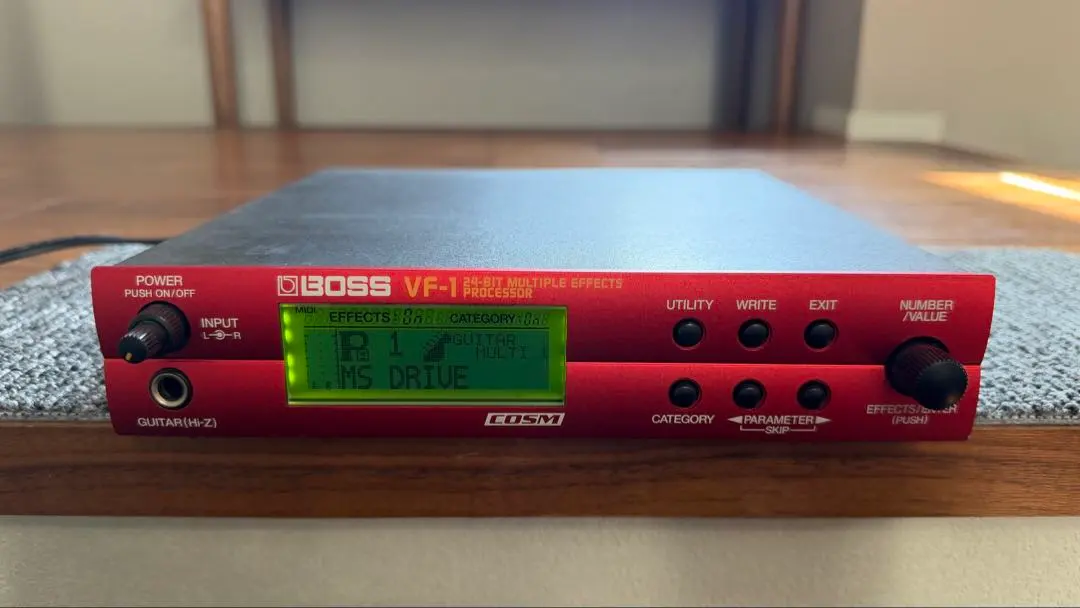 POWER
PUSH ON/OFF
INPUT
L R
GUITAR(Hi-Z)
BOSS VF-1 24-BIT MULTIPLE EFFECTS
PROCESSOR
MIDI EFFECTS CATEGORY
R 1 GUITAR
MULTI
MS DRIVE
COSM
UTILITY WRITE EXIT
CATEGORY PARAMETER
SKIP
NUMBER
/VALUE
EFFECTS/ENTER
(PUSH)